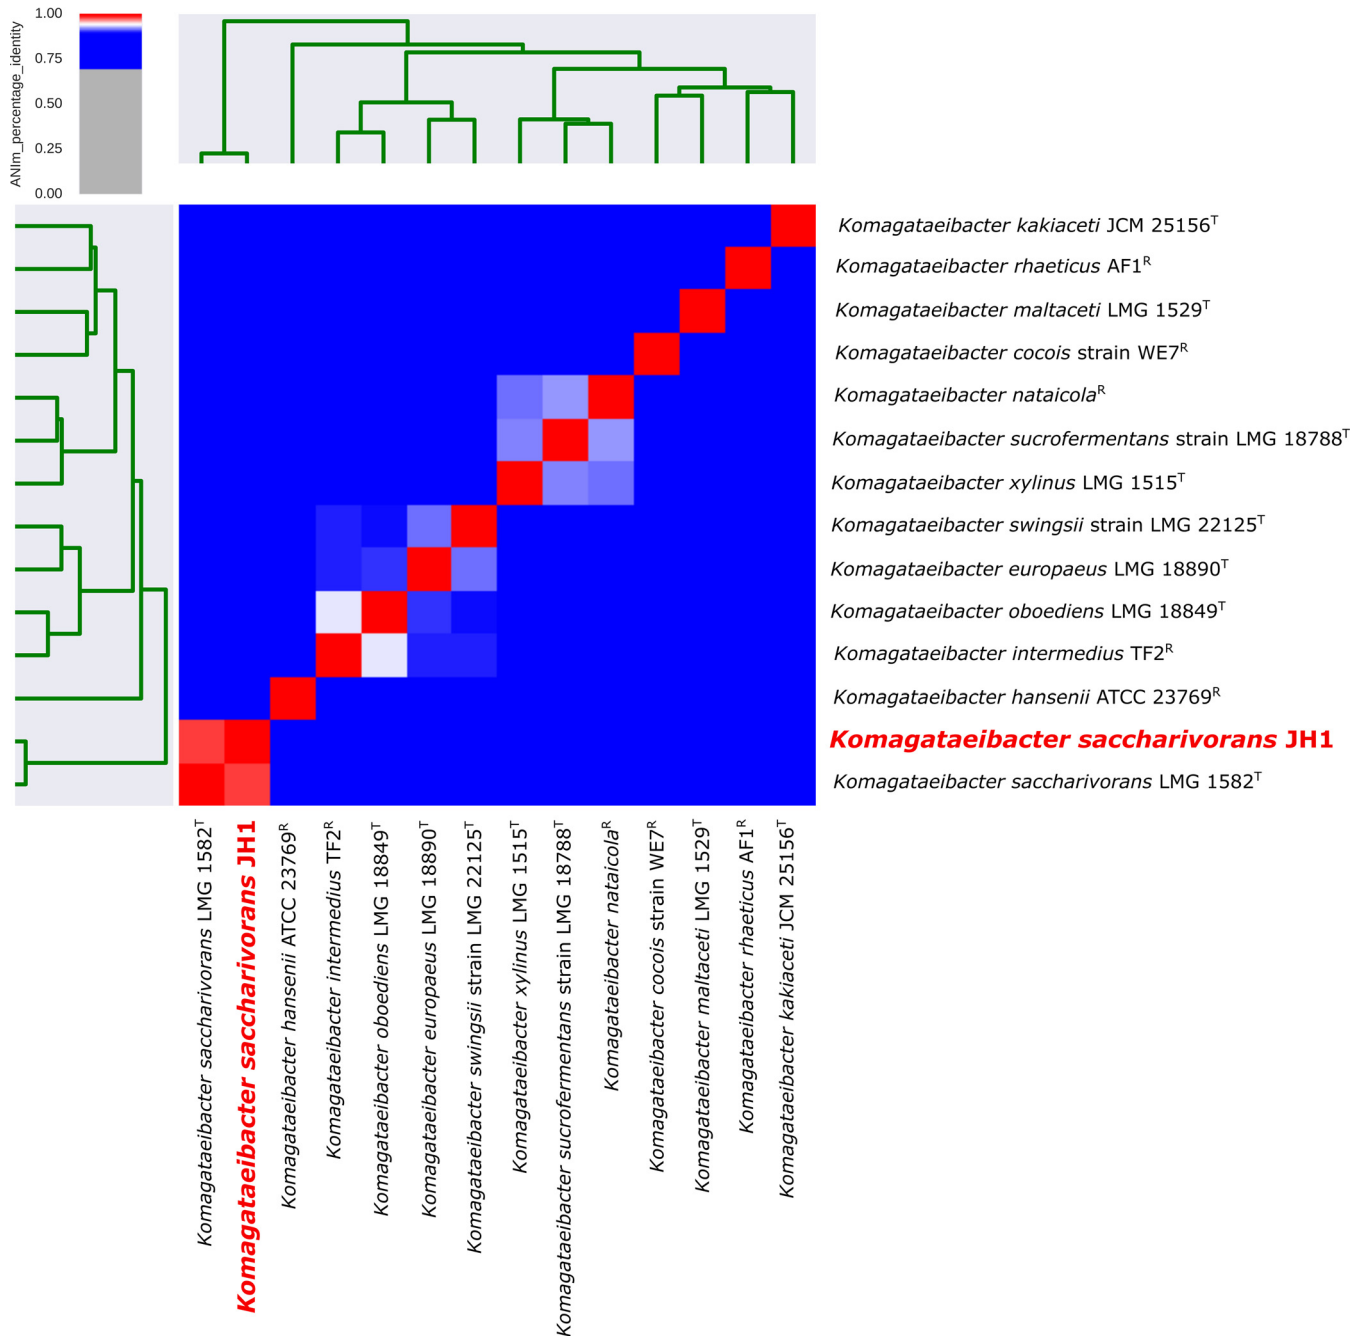 ANIm_percentage_identity
1.00
0.75
0.50
0.25
0.00
Komagataeibacter kakiaceti JCM 25156ᵀ
Komagataeibacter rhaeticus AF1ᴿ
Komagataeibacter maltaceti LMG 1529ᵀ
Komagataeibacter cocois strain WE7ᴿ
Komagataeibacter nataicolaᴿ
Komagataeibacter sucrofermentans strain LMG 18788ᵀ
Komagataeibacter xylinus LMG 1515ᵀ
Komagataeibacter swingsii strain LMG 22125ᵀ
Komagataeibacter europaeus LMG 18890ᵀ
Komagataeibacter oboediens LMG 18849ᵀ
Komagataeibacter intermedius TF2ᴿ
Komagataeibacter hansenii ATCC 23769ᴿ
Komagataeibacter saccharivorans JH1
Komagataeibacter saccharivorans LMG 1582ᵀ
Komagataeibacter saccharivorans LMG 1582ᵀ
Komagataeibacter saccharivorans JH1
Komagataeibacter hansenii ATCC 23769ᴿ
Komagataeibacter intermedius TF2ᴿ
Komagataeibacter oboediens LMG 18849ᵀ
Komagataeibacter europaeus LMG 18890ᵀ
Komagataeibacter swingsii strain LMG 22125ᵀ
Komagataeibacter xylinus LMG 1515ᵀ
Komagataeibacter sucrofermentans strain LMG 18788ᵀ
Komagataeibacter nataicolaᴿ
Komagataeibacter cocois strain WE7ᴿ
Komagataeibacter maltaceti LMG 1529ᵀ
Komagataeibacter rhaeticus AF1ᴿ
Komagataeibacter kakiaceti JCM 25156ᵀ